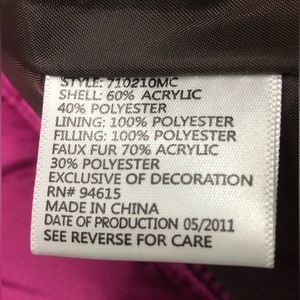 STYLE: 710210MC
SHELL: 60% ACRYLIC
40% POLYESTER
LINING: 100% POLYESTER
FILLING: 100% POLYESTER
FAUX FUR 70% ACRYLIC
30% POLYESTER
EXCLUSIVE OF DECORATION
RN# 94615
MADE IN CHINA
DATE OF PRODUCTION 05/2011
SEE REVERSE FOR CARE